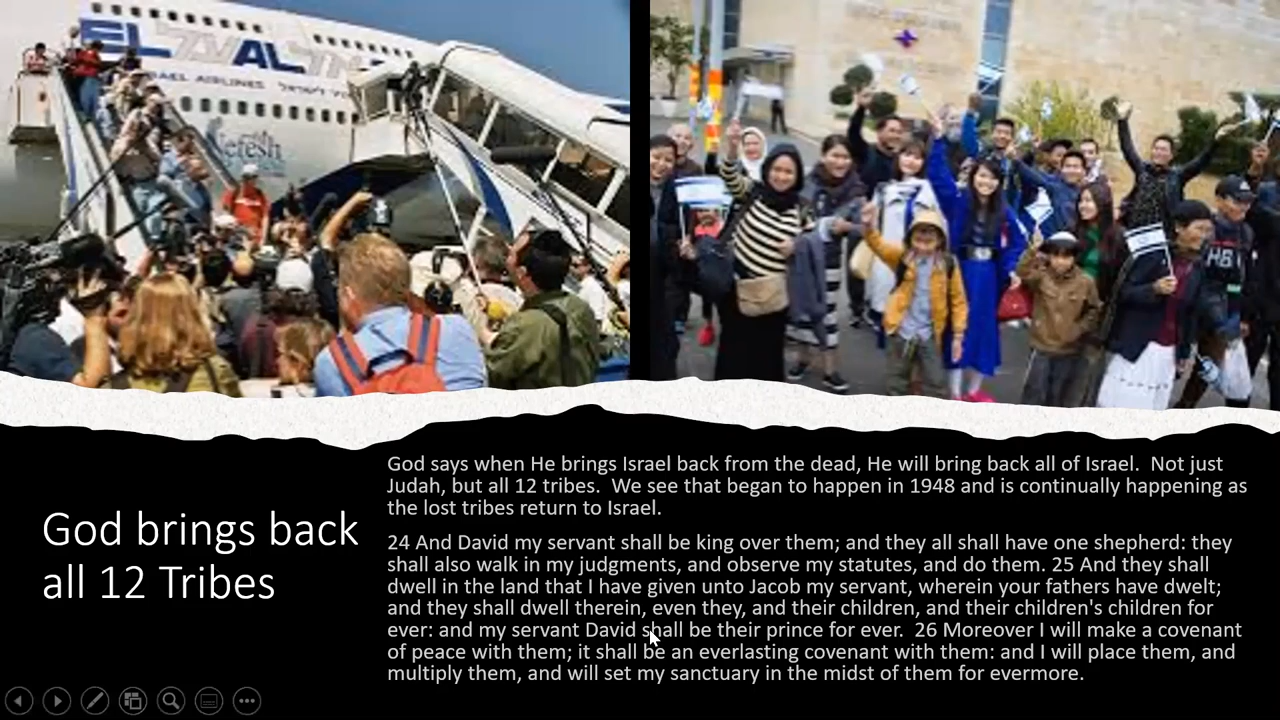 ELאלעלAL
ISRAEL AIRLINES
efesh
God brings back
all 12 Tribes
God says when He brings Israel back from the dead, He will bring back all of Israel.  Not just
Judah, but all 12 tribes.  We see that began to happen in 1948 and is continually happening as
the lost tribes return to Israel.
24 And David my servant shall be king over them; and they all shall have one shepherd: they
shall also walk in my judgments, and observe my statutes, and do them. 25 And they shall
dwell in the land that I have given unto Jacob my servant, wherein your fathers have dwelt;
and they shall dwell therein, even they, and their children, and their children's children for
ever: and my servant David shall be their prince for ever.  26 Moreover I will make a covenant
of peace with them; it shall be an everlasting covenant with them: and I will place them, and
multiply them, and will set my sanctuary in the midst of them for evermore.